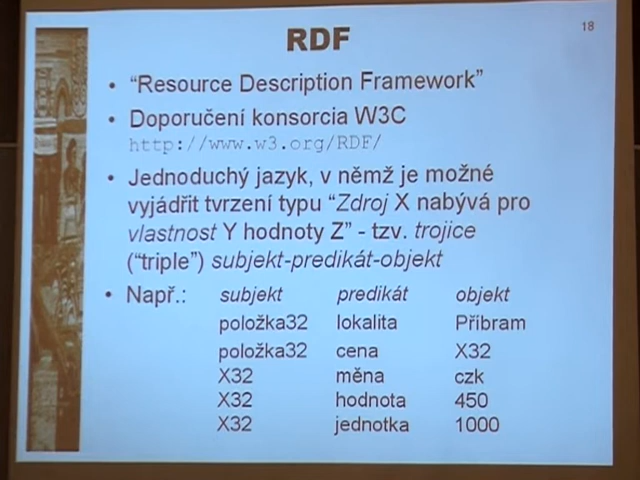 18
RDF
• “Resource Description Framework”
• Doporučení konsorcia W3C
http://www.w3.org/RDF/
• Jednoduchý jazyk, v němž je možné
vyjádřit tvrzení typu “Zdroj X nabývá pro
vlastnost Y hodnoty Z” - tzv. trojice
(“triple”) subjekt-predikát-objekt
• Např.: subjekt predikát objekt
položka32 lokalita Příbram
položka32 cena X32
X32 měna czk
X32 hodnota 450
X32 jednotka 1000